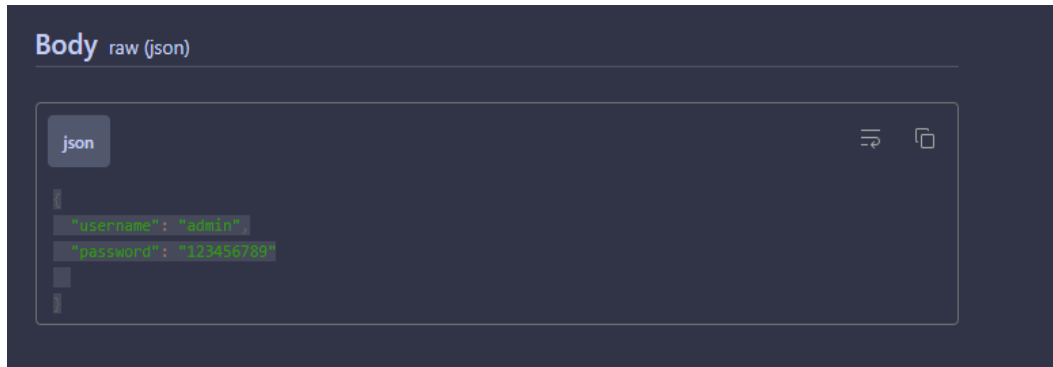 Body raw (json)
json
{
"username": "admin",
"password": "123456789"
}